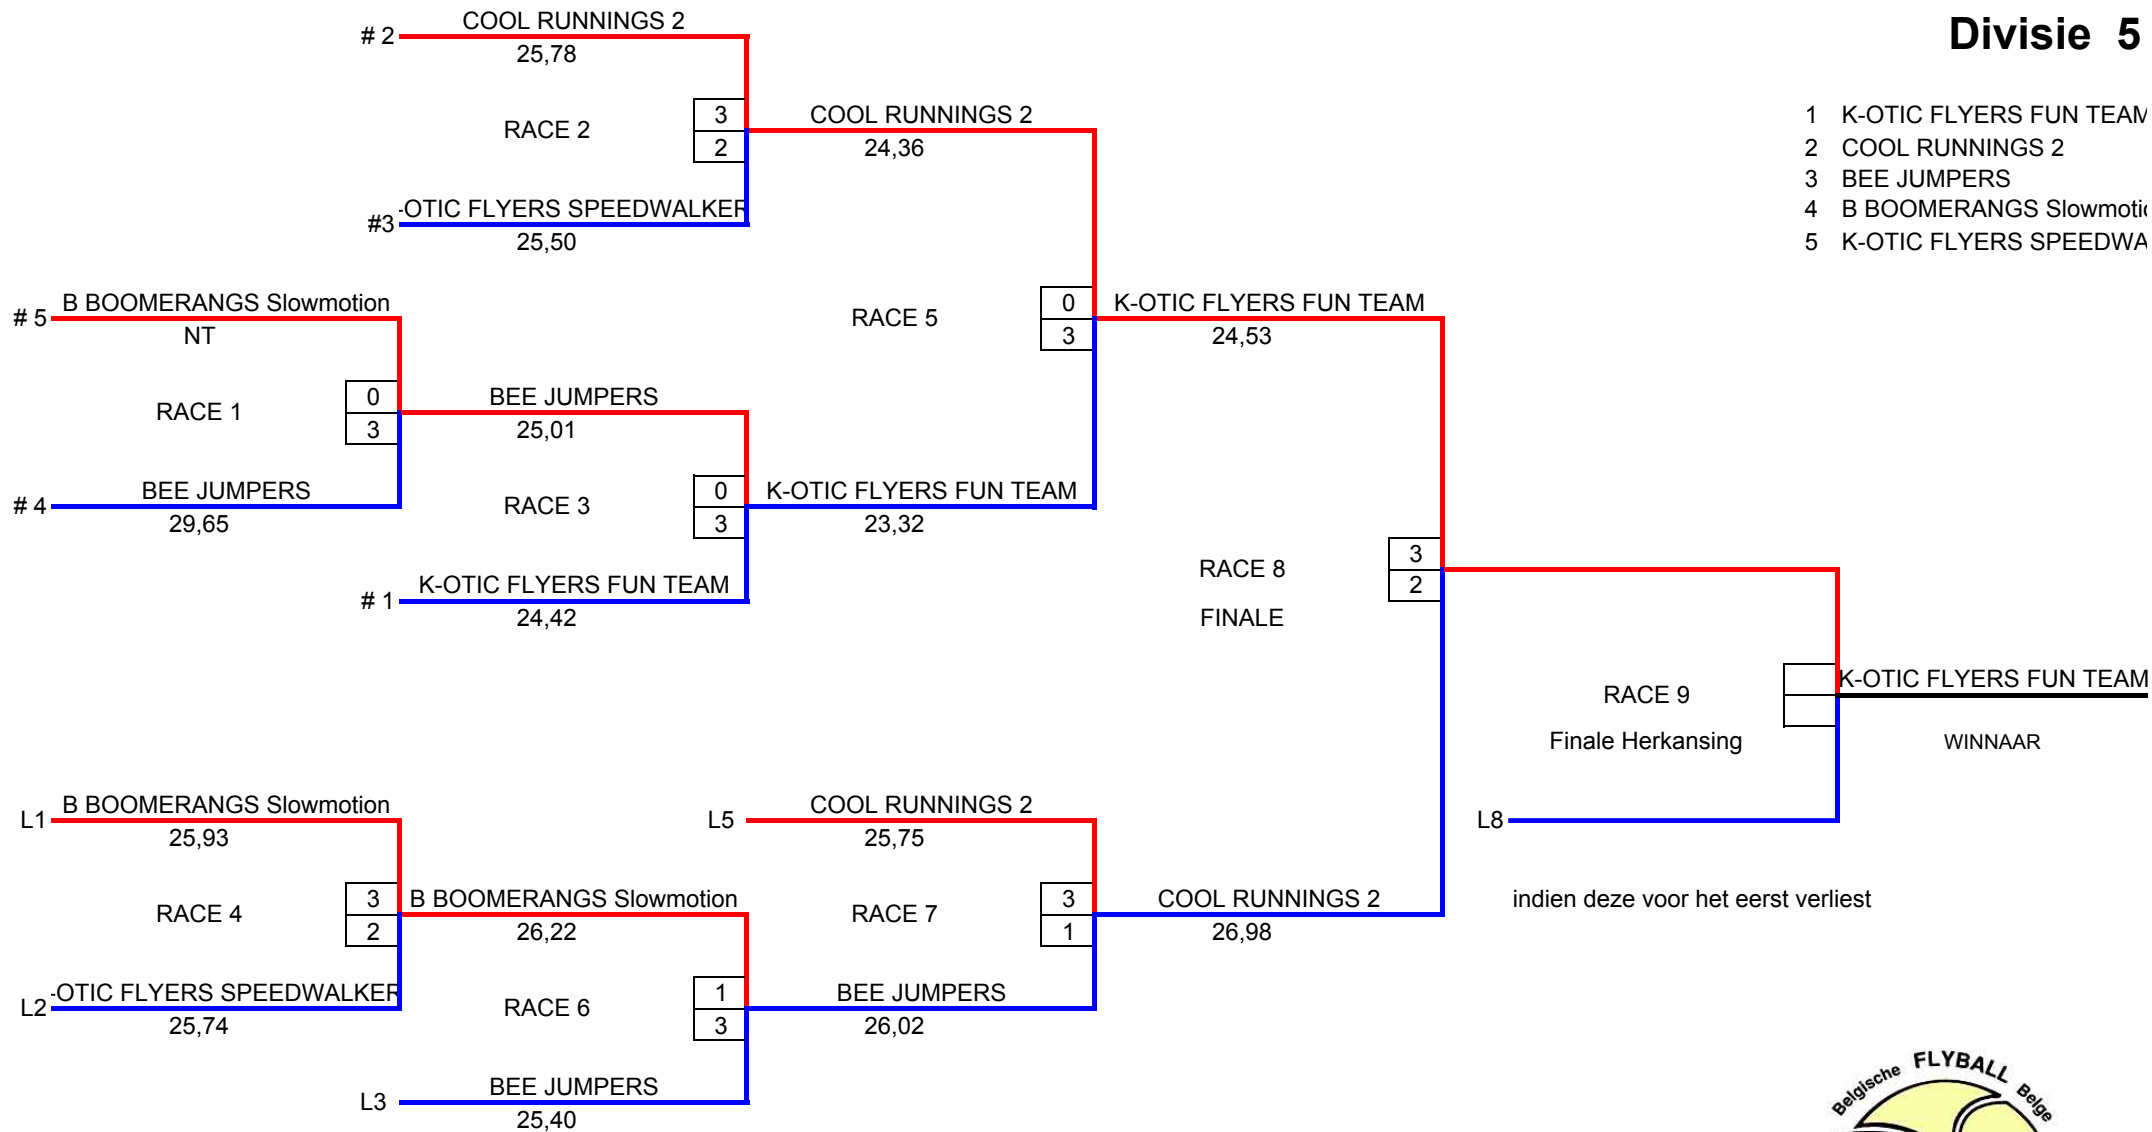 Divisie 5
1 K-OTIC FLYERS FUN TEAM
2 COOL RUNNINGS 2
3 BEE JUMPERS
4 B BOOMERANGS Slowmotio
5 K-OTIC FLYERS SPEEDWA
# 2 COOL RUNNINGS 2
25,78
RACE 2
3
2
#3 -OTIC FLYERS SPEEDWALKER
25,50
COOL RUNNINGS 2
24,36
# 5 B BOOMERANGS Slowmotion
NT
RACE 1
0
3
# 4 BEE JUMPERS
29,65
BEE JUMPERS
25,01
RACE 3
0
3
# 1 K-OTIC FLYERS FUN TEAM
24,42
RACE 5
0
3
K-OTIC FLYERS FUN TEAM
23,32
K-OTIC FLYERS FUN TEAM
24,53
RACE 8
FINALE
3
2
RACE 9
Finale Herkansing
K-OTIC FLYERS FUN TEAM
WINNAAR
L8
indien deze voor het eerst verliest
L1 B BOOMERANGS Slowmotion
25,93
RACE 4
3
2
L2 -OTIC FLYERS SPEEDWALKER
25,74
B BOOMERANGS Slowmotion
26,22
RACE 6
1
3
L3 BEE JUMPERS
25,40
L5 COOL RUNNINGS 2
25,75
RACE 7
3
1
BEE JUMPERS
26,02
COOL RUNNINGS 2
26,98
Belgische FLYBALL Belge